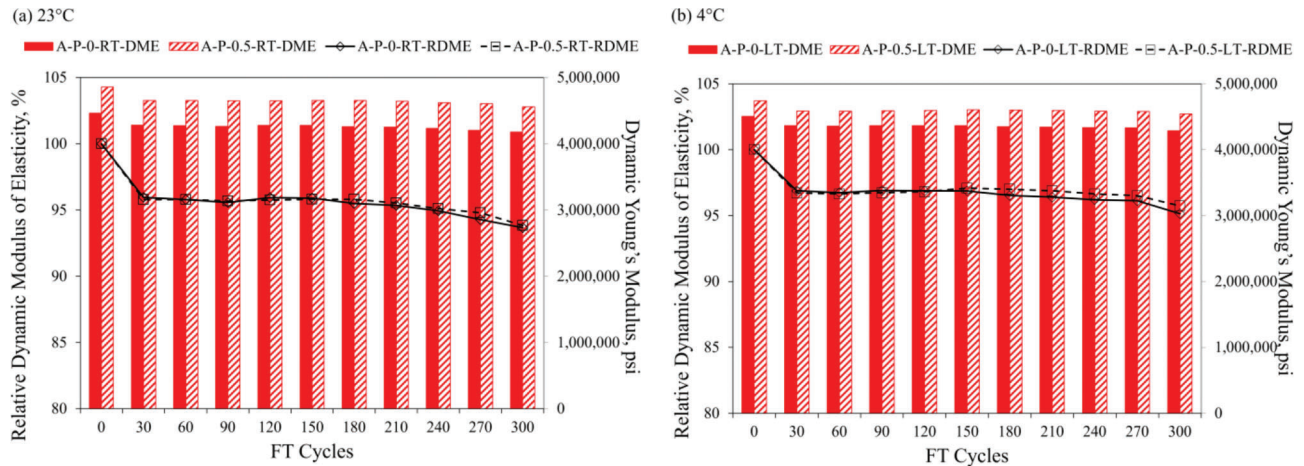 (a) 23°C
A-P-0-RT-DME A-P-0.5-RT-DME A-P-0-RT-RDME A-P-0.5-RT-RDME
Relative Dynamic Modulus of Elasticity, %
105
100
95
90
85
80
5,000,000
4,000,000
3,000,000
2,000,000
1,000,000
0
Dynamic Young's Modulus, psi
0 30 60 90 120 150 180 210 240 270 300
FT Cycles
(b) 4°C
A-P-0-LT-DME A-P-0.5-LT-DME A-P-0-LT-RDME A-P-0.5-LT-RDME
Relative Dynamic Modulus of Elasticity, %
105
100
95
90
85
80
5,000,000
4,000,000
3,000,000
2,000,000
1,000,000
0
Dynamic Young's Modulus, psi
0 30 60 90 120 150 180 210 240 270 300
FT Cycles